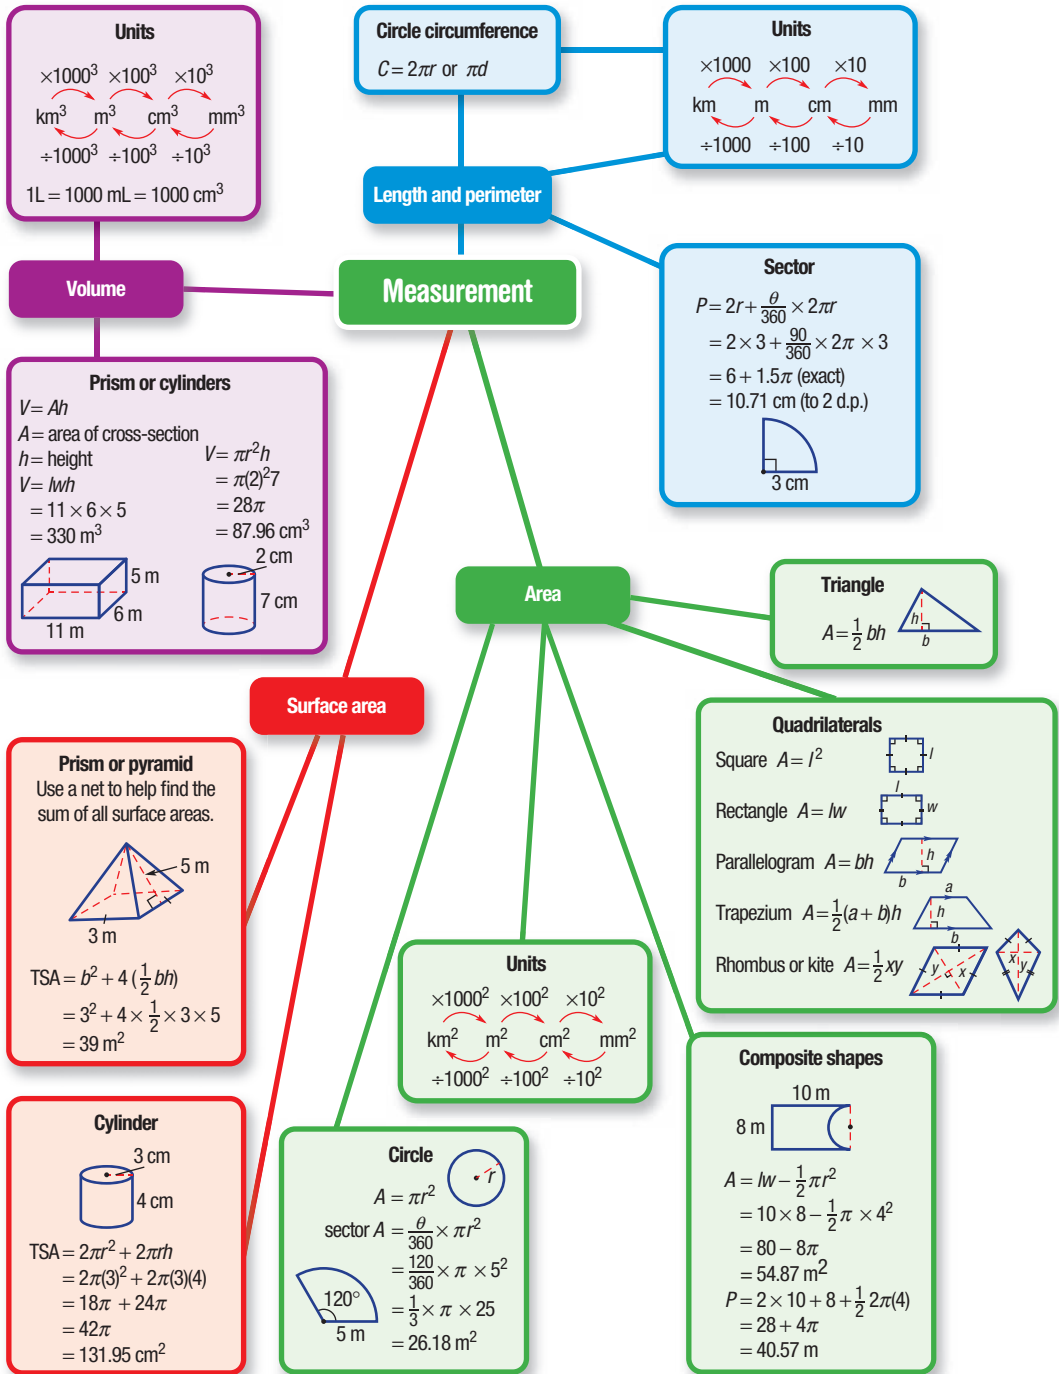 Units
×1000³ ×100³ ×10³
km³ m³ cm³ mm³
÷1000³ ÷100³ ÷10³
1L = 1000 mL = 1000 cm³
Circle circumference
C = 2πr or πd
Units
×1000 ×100 ×10
km m cm mm
÷1000 ÷100 ÷10
Length and perimeter
Volume
Measurement
Sector
P = 2r + θ/360 × 2πr
= 2 × 3 + 90/360 × 2π × 3
= 6 + 1.5π (exact)
= 10.71 cm (to 2 d.p.)
3 cm
Prism or cylinders
V = Ah
A = area of cross-section
h = height
V = lwh
= 11 × 6 × 5
= 330 m³
5 m
6 m
11 m
V = πr²h
= π(2)²7
= 28π
= 87.96 cm³
2 cm
7 cm
Area
Triangle
A = 1/2 bh
h
b
Surface area
Quadrilaterals
Square A = l²
l
Rectangle A = lw
l
w
Parallelogram A = bh
h
b
Trapezium A = 1/2(a + b)h
a
h
b
Rhombus or kite A = 1/2xy
y x
x y
Prism or pyramid
Use a net to help find the
sum of all surface areas.
5 m
3 m
TSA = b² + 4 (1/2 bh)
= 3² + 4 × 1/2 × 3 × 5
= 39 m²
Units
×1000² ×100² ×10²
km² m² cm² mm²
÷1000² ÷100² ÷10²
Composite shapes
10 m
8 m
A = lw − 1/2πr²
= 10 × 8 − 1/2π × 4²
= 80 − 8π
= 54.87 m²
P = 2 × 10 + 8 + 1/2 2π(4)
= 28 + 4π
= 40.57 m
Cylinder
3 cm
4 cm
TSA = 2πr² + 2πrh
= 2π(3)² + 2π(3)(4)
= 18π + 24π
= 42π
= 131.95 cm²
Circle
r
A = πr²
sector A = θ/360 × πr²
= 120/360 × π × 5²
= 1/3 × π × 25
= 26.18 m²
120°
5 m